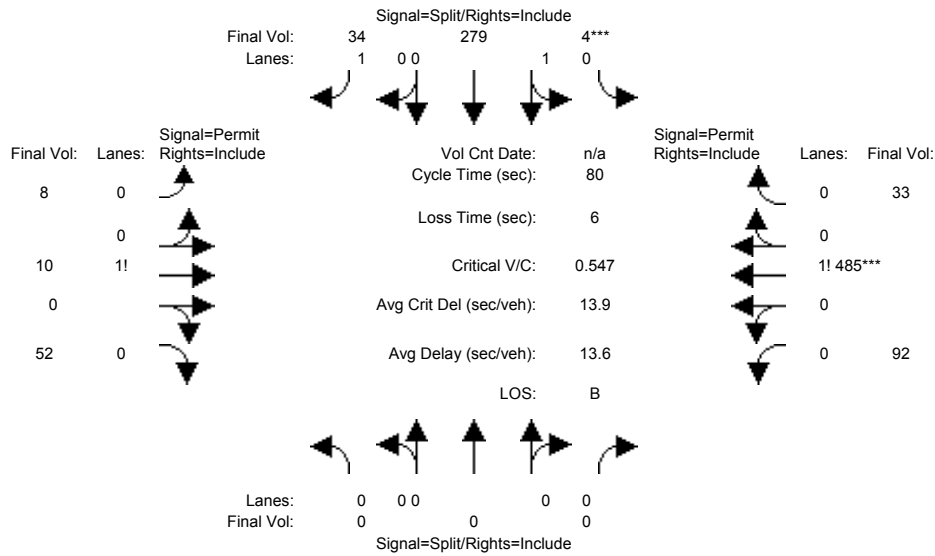 Signal=Split/Rights=Include
Final Vol: 34 279 4***
Lanes: 1 0 0 1 0
Signal=Permit
Final Vol: Lanes: Rights=Include
Vol Cnt Date: n/a
Signal=Permit
Rights=Include Lanes: Final Vol:
Cycle Time (sec): 80
8 0
0 33
Loss Time (sec): 6
0
0
10 1!
Critical V/C: 0.547
1! 485***
0 0
Avg Crit Del (sec/veh): 13.9
0
52 0
Avg Delay (sec/veh): 13.6
0 92
LOS: B
Lanes: 0 0 0 0 0
Final Vol: 0 0 0
Signal=Split/Rights=Include